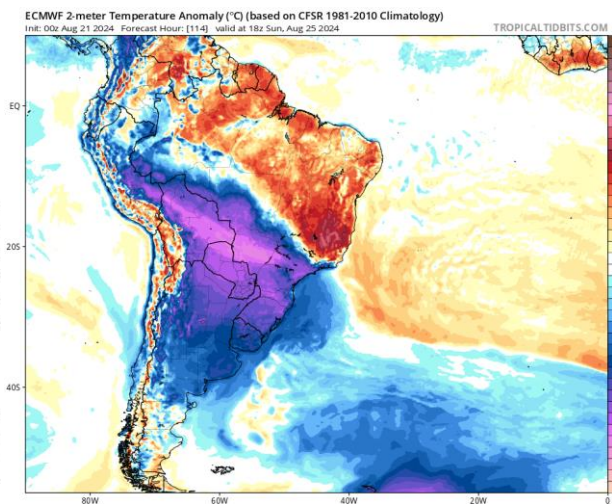 ECMWF 2-meter Temperature Anomaly (°C) (based on CFSR 1981-2010 Climatology)
Init: 00z Aug 21 2024 Forecast Hour: [114] valid at 18z Sun, Aug 25 2024 TROPICALTIDBITS.COM
EQ
20S
40S
80W 60W 40W 20W 0